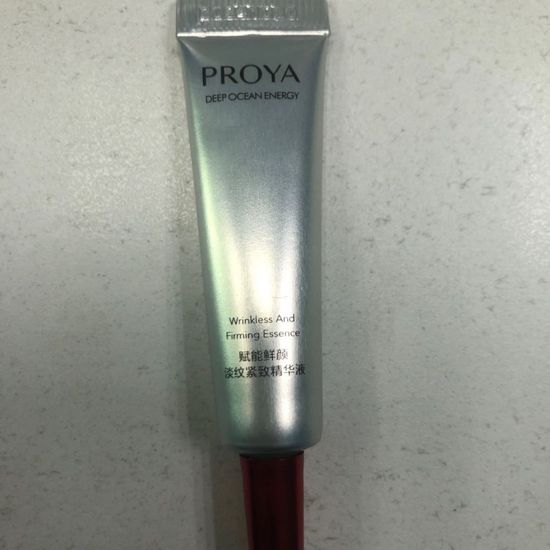 PROYA
DEEP OCEAN ENERGY
Wrinkless And
Firming Essence
赋能鲜颜
淡纹紧致精华液